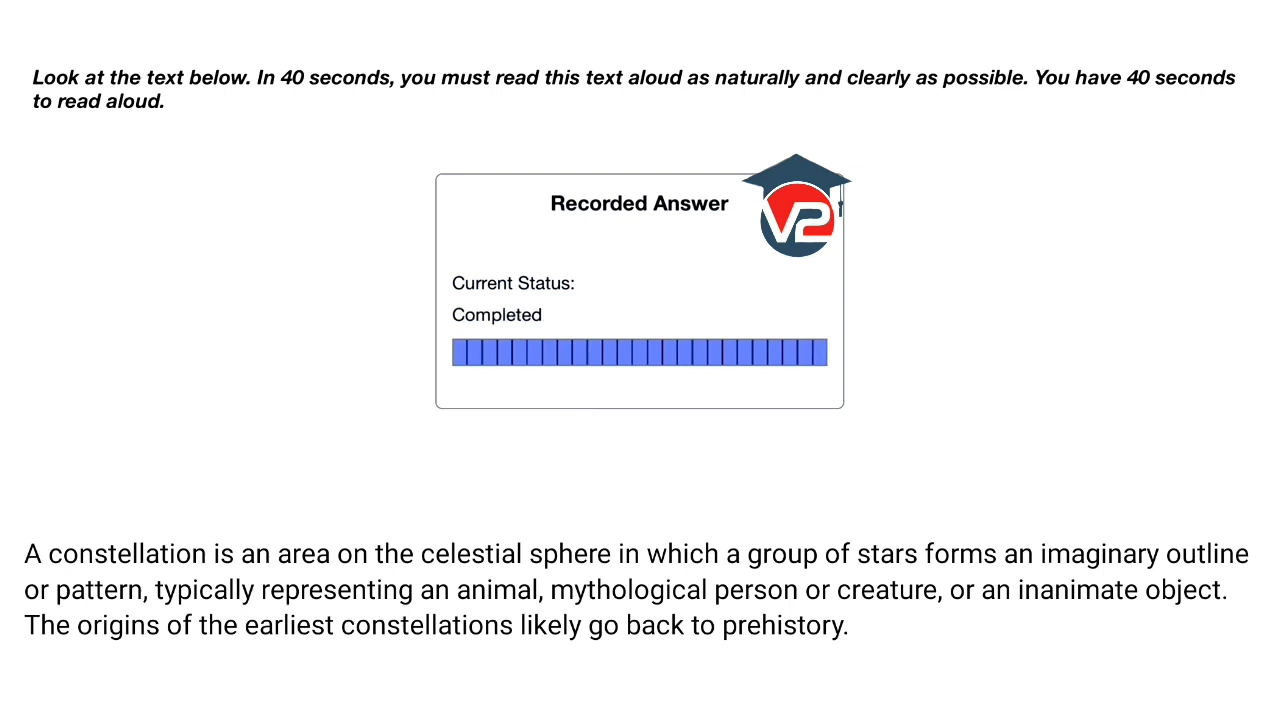 Look at the text below. In 40 seconds, you must read this text aloud as naturally and clearly as possible. You have 40 seconds
to read aloud.
Recorded Answer
V2
Current Status:
Completed
A constellation is an area on the celestial sphere in which a group of stars forms an imaginary outline
or pattern, typically representing an animal, mythological person or creature, or an inanimate object.
The origins of the earliest constellations likely go back to prehistory.